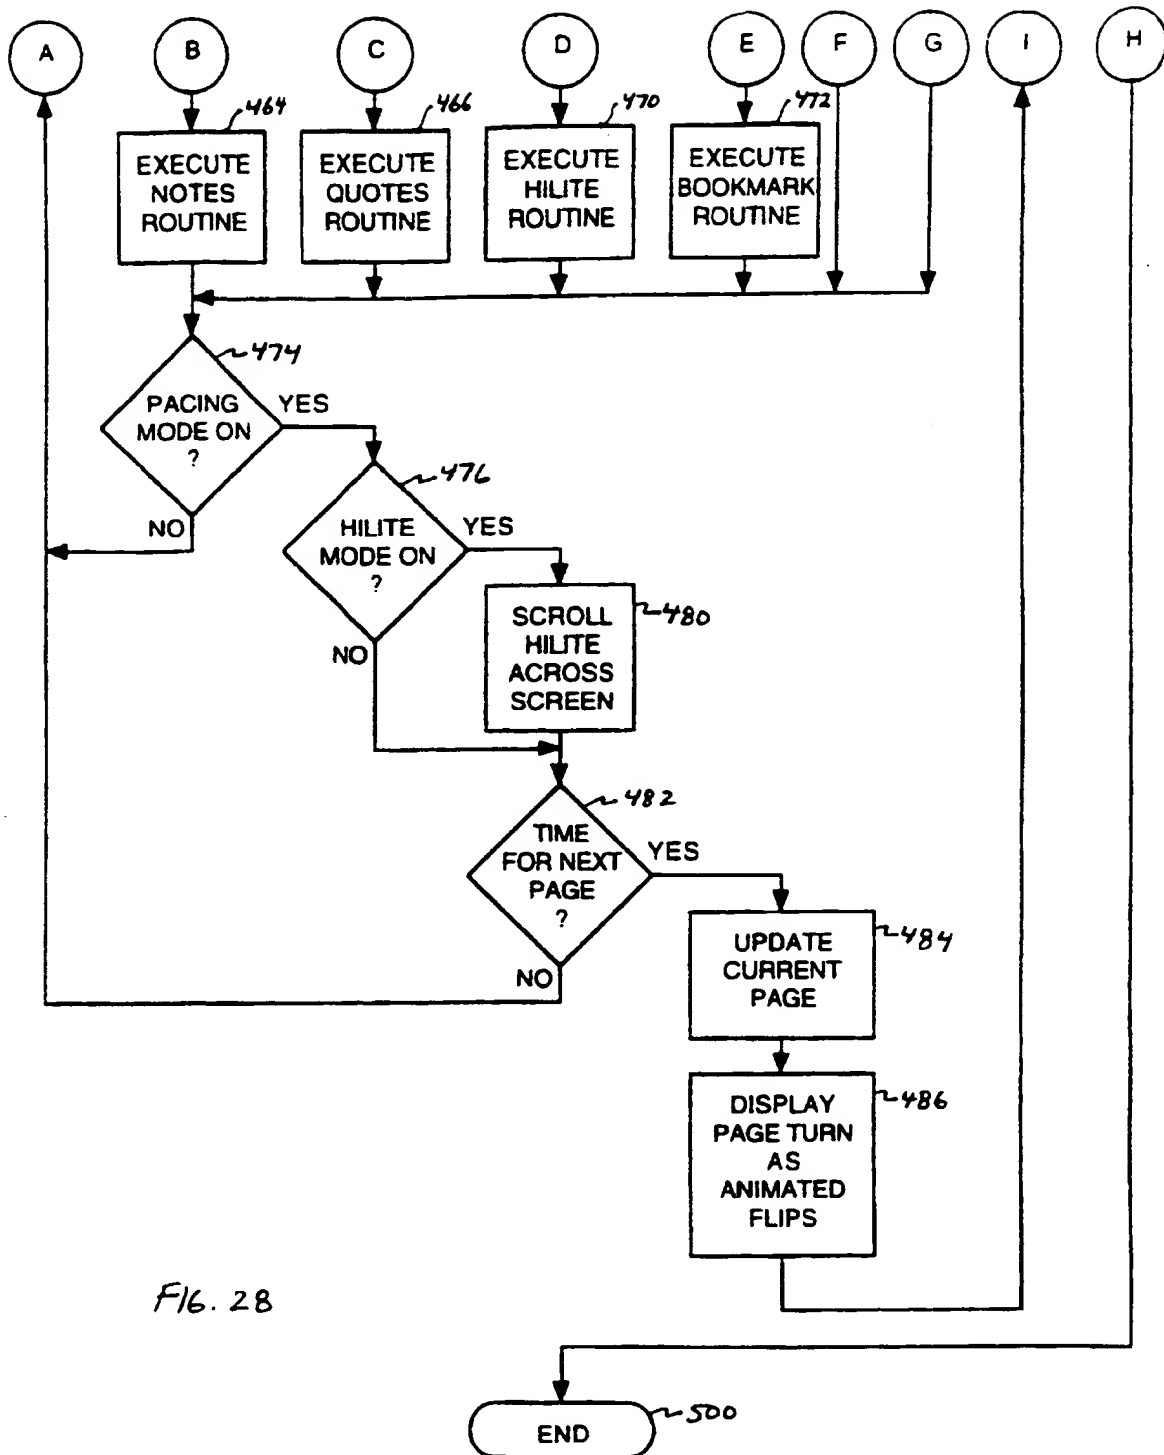 A B C D E F G I H
464 466 470 472
EXECUTE
NOTES
ROUTINE
EXECUTE
QUOTES
ROUTINE
EXECUTE
HILITE
ROUTINE
EXECUTE
BOOKMARK
ROUTINE
474
PACING
MODE ON
?
YES
NO
476
HILITE
MODE ON
?
YES
NO
480
SCROLL
HILITE
ACROSS
SCREEN
482
TIME
FOR NEXT
PAGE
?
YES
NO
484
UPDATE
CURRENT
PAGE
486
DISPLAY
PAGE TURN
AS
ANIMATED
FLIPS
FIG. 28
500
END